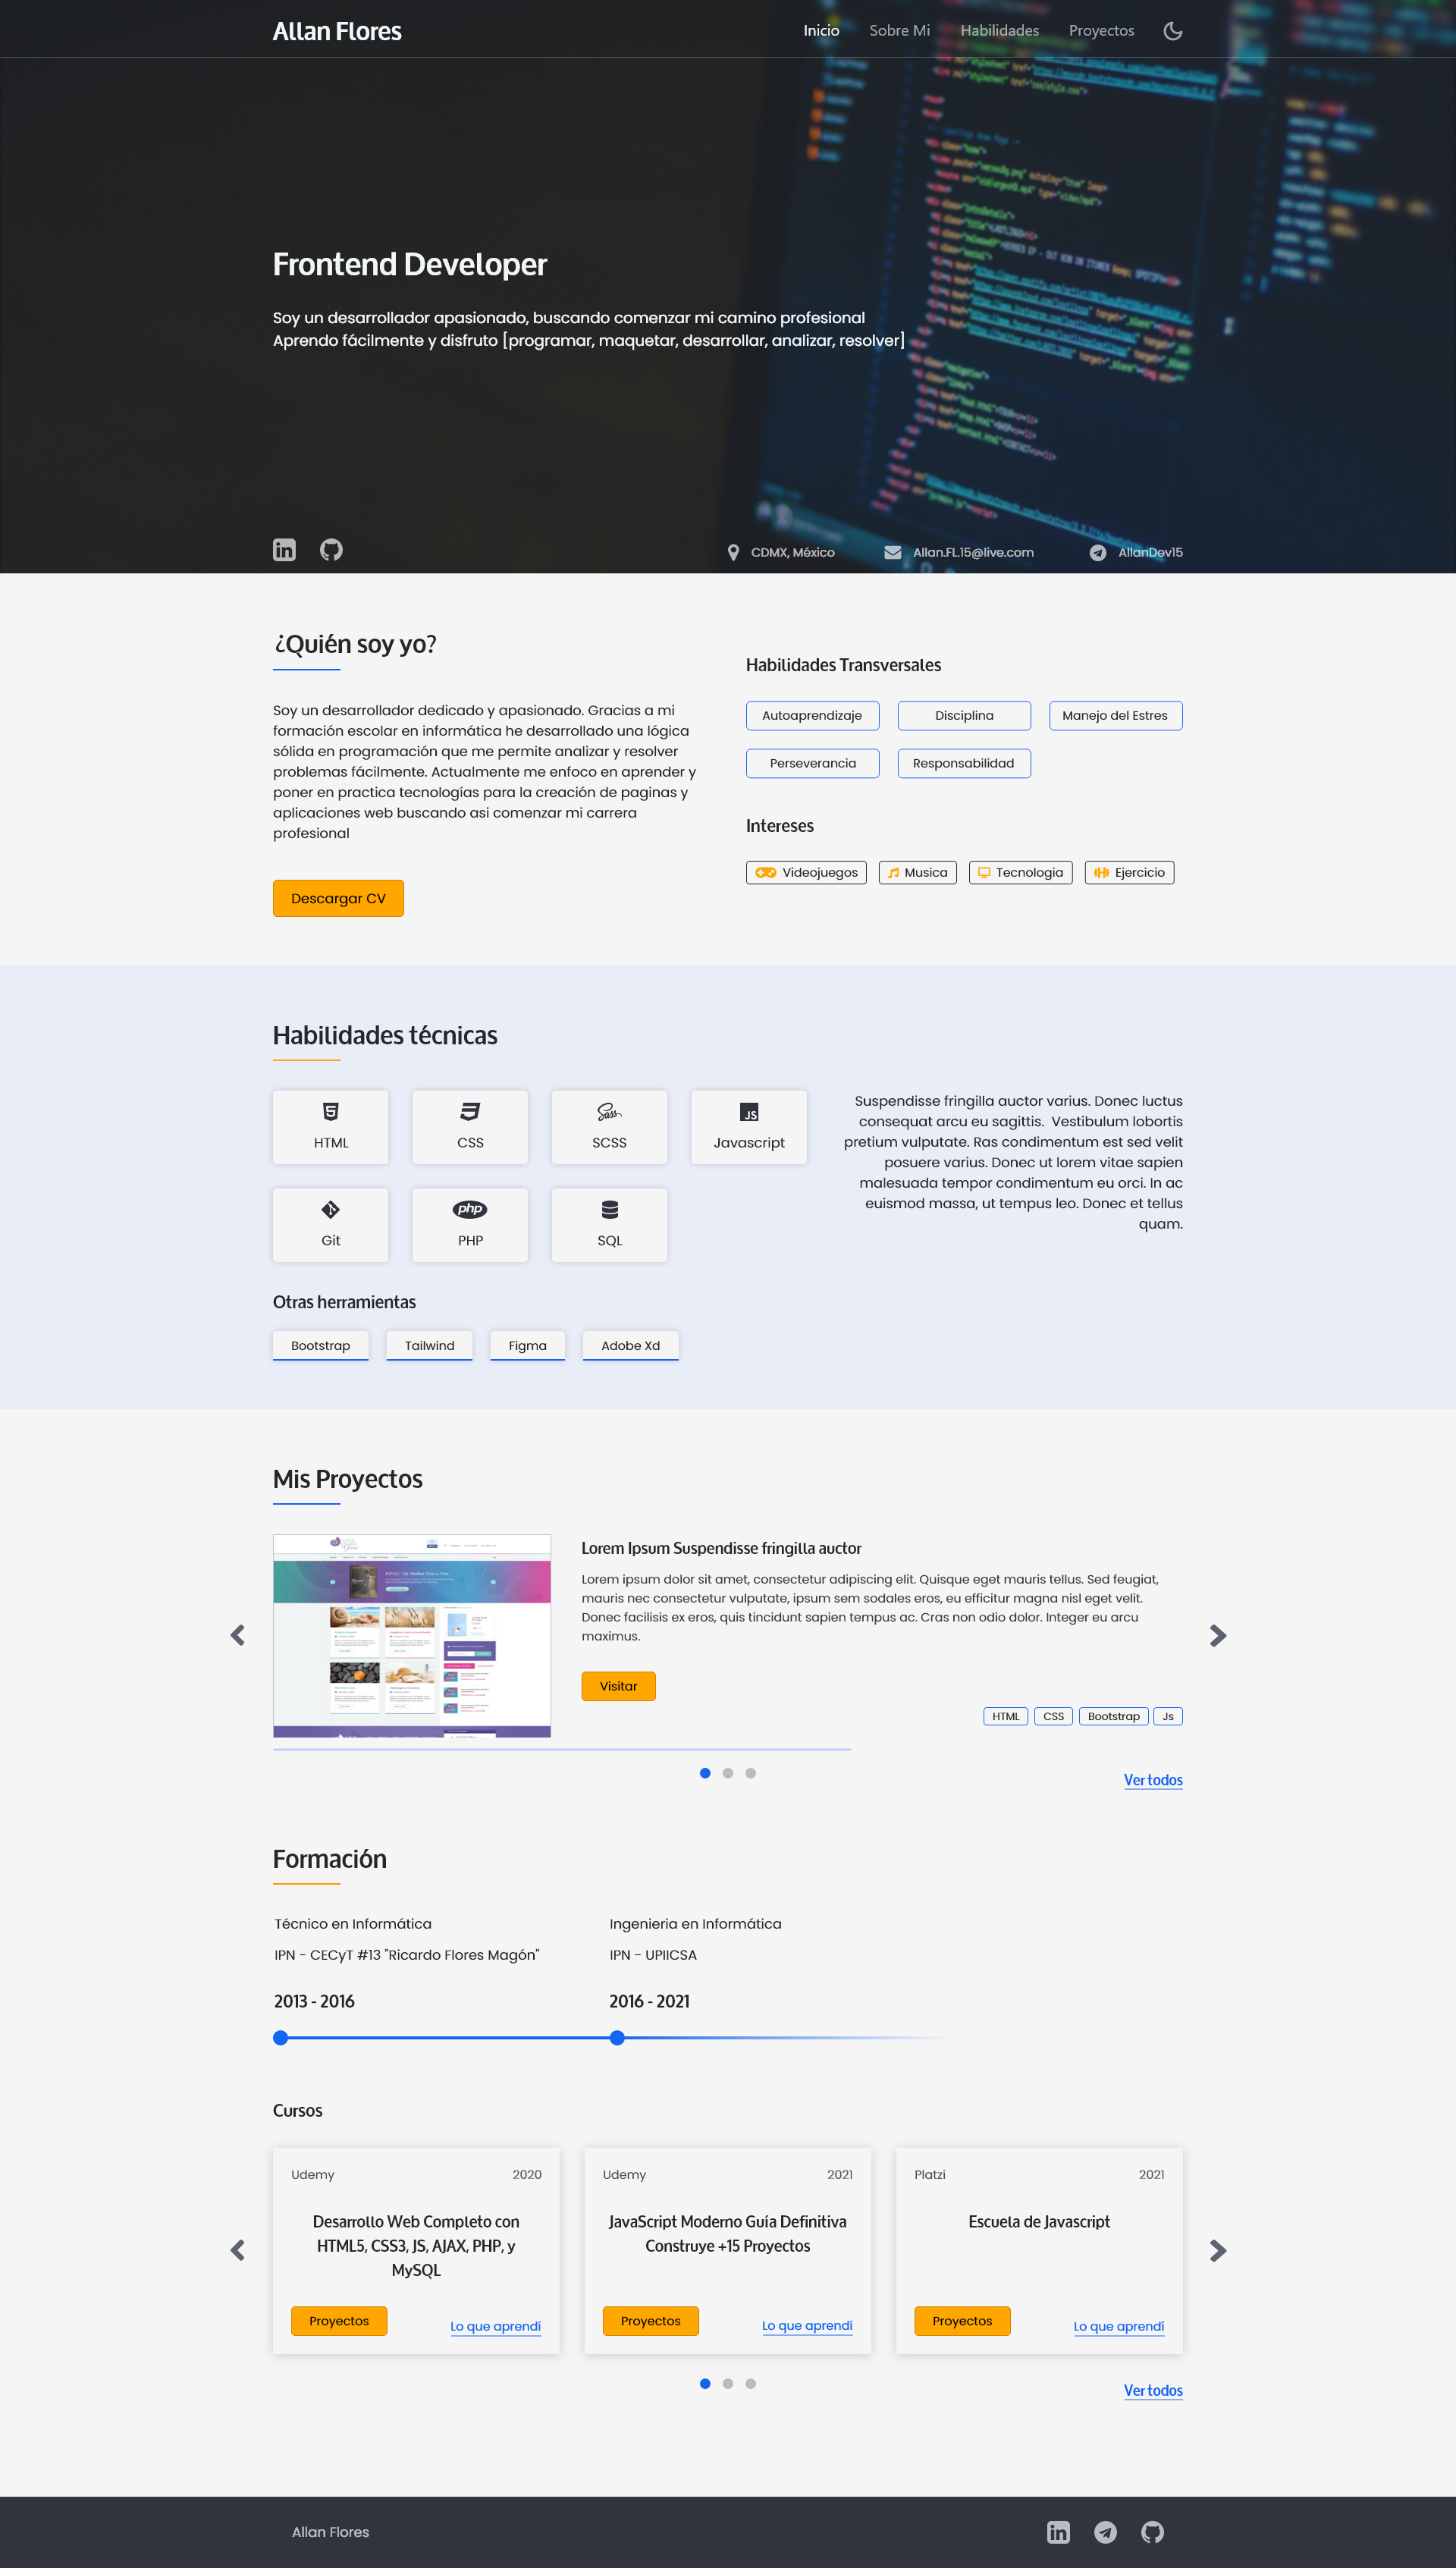 Allan Flores
Inicio Sobre Mi Habilidades Proyectos
Frontend Developer
Soy un desarrollador apasionado, buscando comenzar mi camino profesional
Aprendo fácilmente y disfruto [programar, maquetar, desarrollar, analizar, resolver]
CDMX, México Allan.FL.15@live.com AllanDev15
¿Quién soy yo?
Soy un desarrollador dedicado y apasionado. Gracias a mi
formación escolar en informática he desarrollado una lógica
sólida en programación que me permite analizar y resolver
problemas fácilmente. Actualmente me enfoco en aprender y
poner en practica tecnologías para la creación de paginas y
aplicaciones web buscando asi comenzar mi carrera
profesional
Descargar CV
Habilidades Transversales
Autoaprendizaje Disciplina Manejo del Estres
Perseverancia Responsabilidad
Intereses
Videojuegos Musica Tecnologia Ejercicio
Habilidades técnicas
HTML CSS SCSS Javascript
Git PHP SQL
Suspendisse fringilla auctor varius. Donec luctus
consequat arcu eu sagittis. Vestibulum lobortis
pretium vulputate. Ras condimentum est sed velit
posuere varius. Donec ut lorem vitae sapien
malesuada tempor condimentum eu orci. In ac
euismod massa, ut tempus leo. Donec et tellus
quam.
Otras herramientas
Bootstrap Tailwind Figma Adobe Xd
Mis Proyectos
Lorem Ipsum Suspendisse fringilla auctor
Lorem ipsum dolor sit amet, consectetur adipiscing elit. Quisque eget mauris tellus. Sed feugiat,
mauris nec consectetur vulputate, ipsum sem sodales eros, eu efficitur magna nisl eget velit.
Donec facilisis ex eros, quis tincidunt sapien tempus ac. Cras non odio dolor. Integer eu arcu
maximus.
Visitar
HTML CSS Bootstrap Js
Ver todos
Formación
Técnico en Informática
IPN - CECyT #13 "Ricardo Flores Magón"
2013 - 2016
Ingenieria en Informática
IPN - UPIICSA
2016 - 2021
Cursos
Udemy 2020
Desarrollo Web Completo con
HTML5, CSS3, JS, AJAX, PHP, y
MySQL
Proyectos Lo que aprendí
Udemy 2021
JavaScript Moderno Guía Definitiva
Construye +15 Proyectos
Proyectos Lo que aprendí
Platzi 2021
Escuela de Javascript
Proyectos Lo que aprendí
Ver todos
Allan Flores